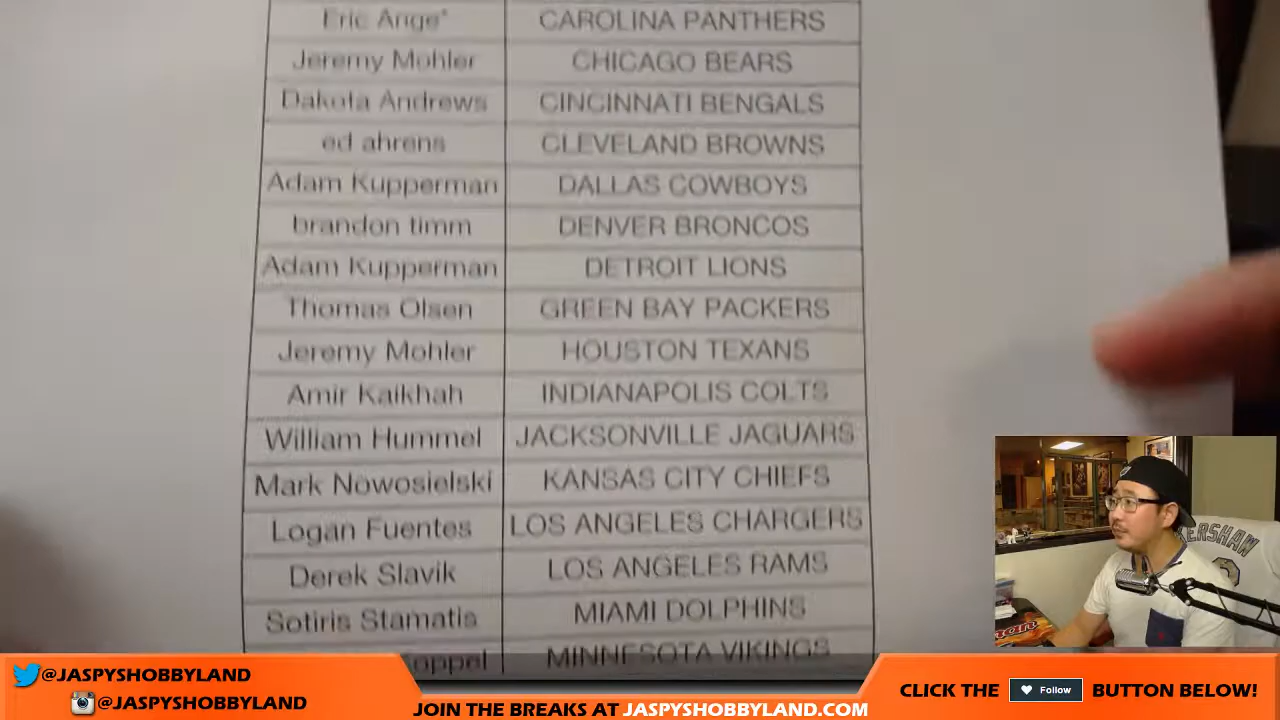 Eric Ange* CAROLINA PANTHERS
Jeremy Mohler CHICAGO BEARS
Dakota Andrews CINCINNATI BENGALS
ed ahrens CLEVELAND BROWNS
Adam Kupperman DALLAS COWBOYS
brandon timm DENVER BRONCOS
Adam Kupperman DETROIT LIONS
Thomas Olsen GREEN BAY PACKERS
Jeremy Mohler HOUSTON TEXANS
Amir Kaikhah INDIANAPOLIS COLTS
William Hummel JACKSONVILLE JAGUARS
Mark Nowosielski KANSAS CITY CHIEFS
Logan Fuentes LOS ANGELES CHARGERS
Derek Slavik LOS ANGELES RAMS
Sotiris Stamatis MIAMI DOLPHINS
MINNESOTA VIKINGS
ERSHAW
@JASPYSHOBBYLAND
@JASPYSHOBBYLAND
JOIN THE BREAKS AT JASPYSHOBBYLAND.COM
CLICK THE Follow BUTTON BELOW!